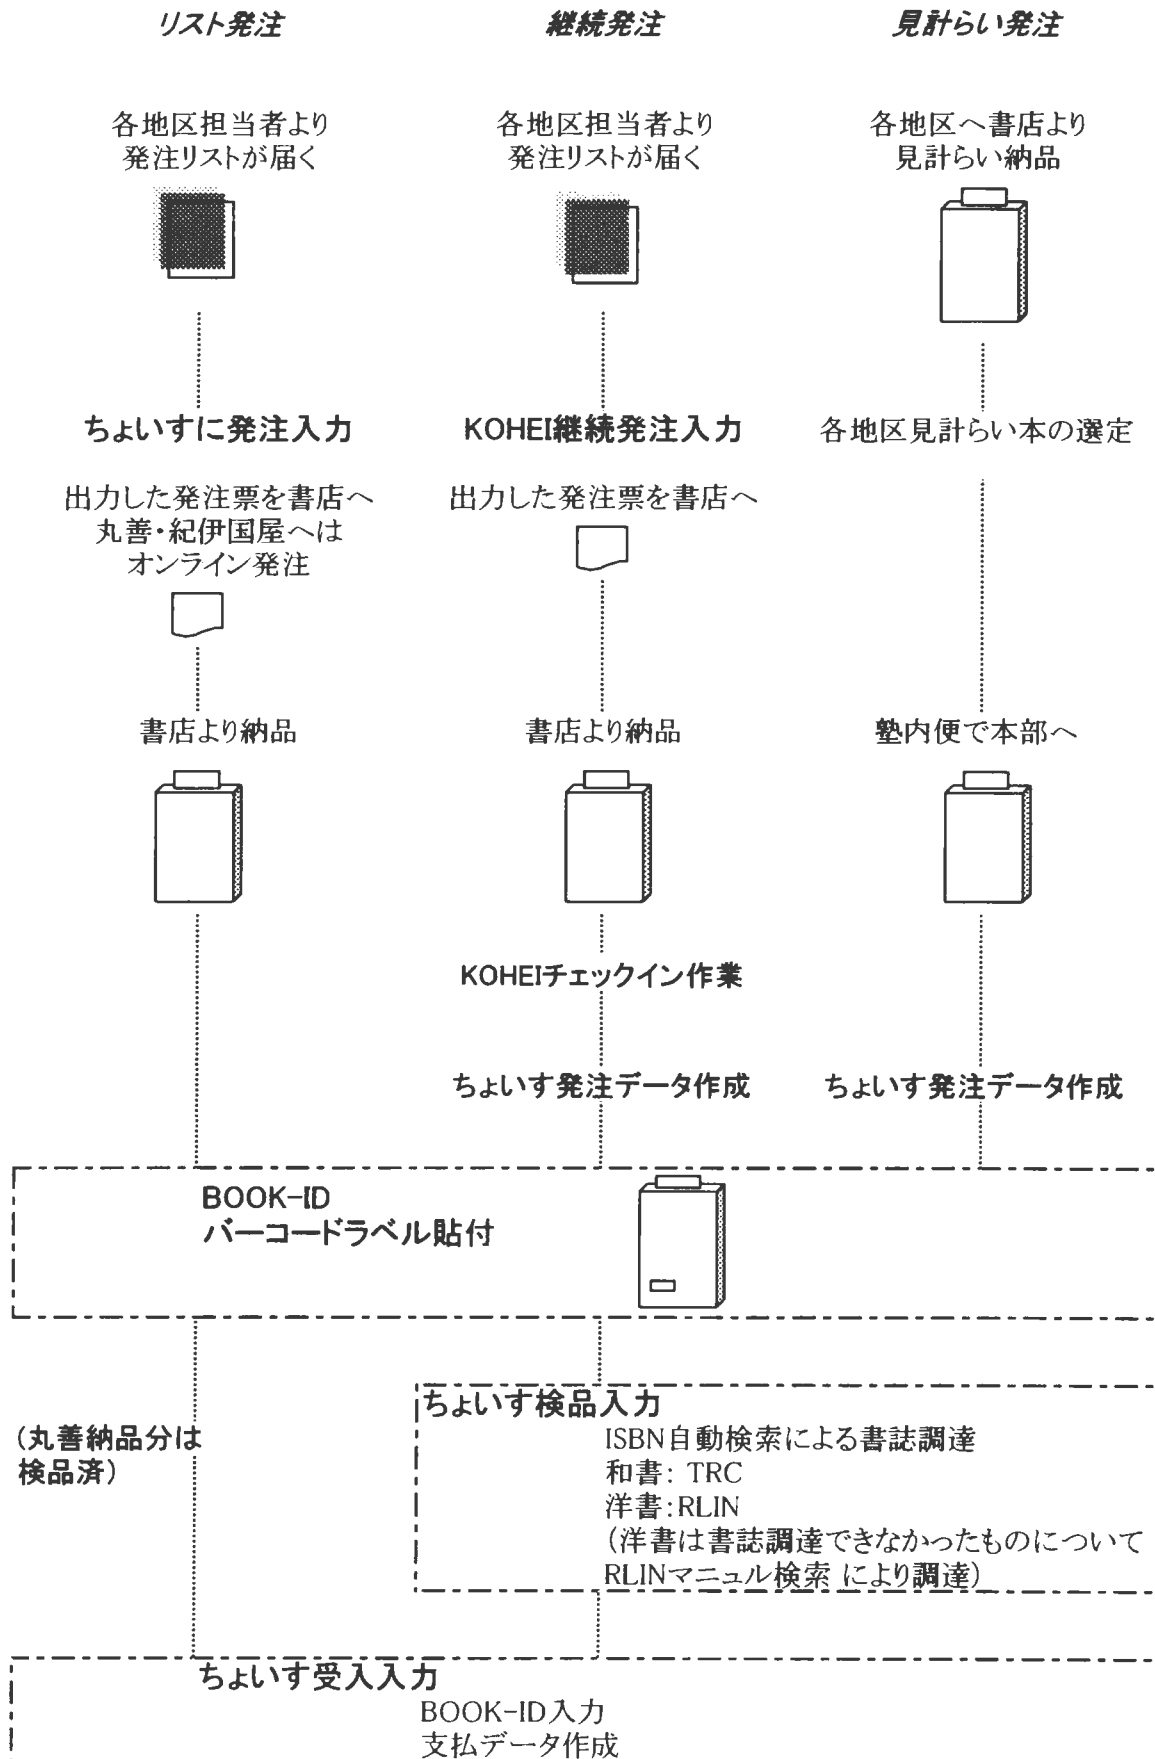 リスト発注
継続発注
見計らい発注
各地区担当者より
発注リストが届く
各地区担当者より
発注リストが届く
各地区へ書店より
見計らい納品
ちょいすに発注入力
KOHEI継続発注入力
各地区見計らい本の選定
出力した発注票を書店へ
丸善・紀伊国屋へは
オンライン発注
出力した発注票を書店へ
書店より納品
書店より納品
塾内便で本部へ
KOHEIチェックイン作業
ちょいす発注データ作成
ちょいす発注データ作成
BOOK-ID
バーコードラベル貼付
(丸善納品分は
検品済)
ちょいす検品入力
ISBN自動検索による書誌調達
和書: TRC
洋書:RLIN
(洋書は書誌調達できなかったものについて
RLINマニュル検索 により調達)
ちょいす受入入力
BOOK-ID入力
支払データ作成